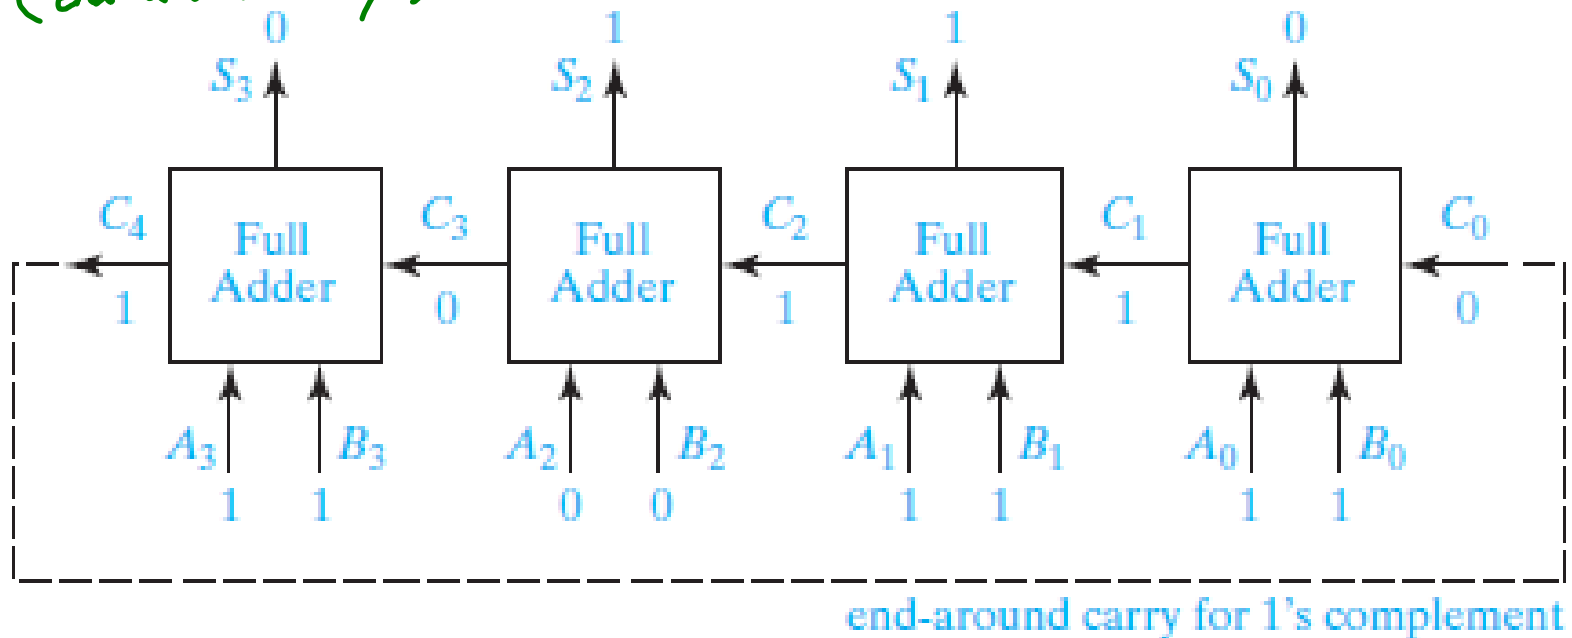 0 1 1 0
S3 S2 S1 S0
C4 Full Adder C3 Full Adder C2 Full Adder C1 Full Adder C0
1 0 1 1 0
A3 B3 A2 B2 A1 B1 A0 B0
1 1 0 0 1 1 1 1
end-around carry for 1's complement